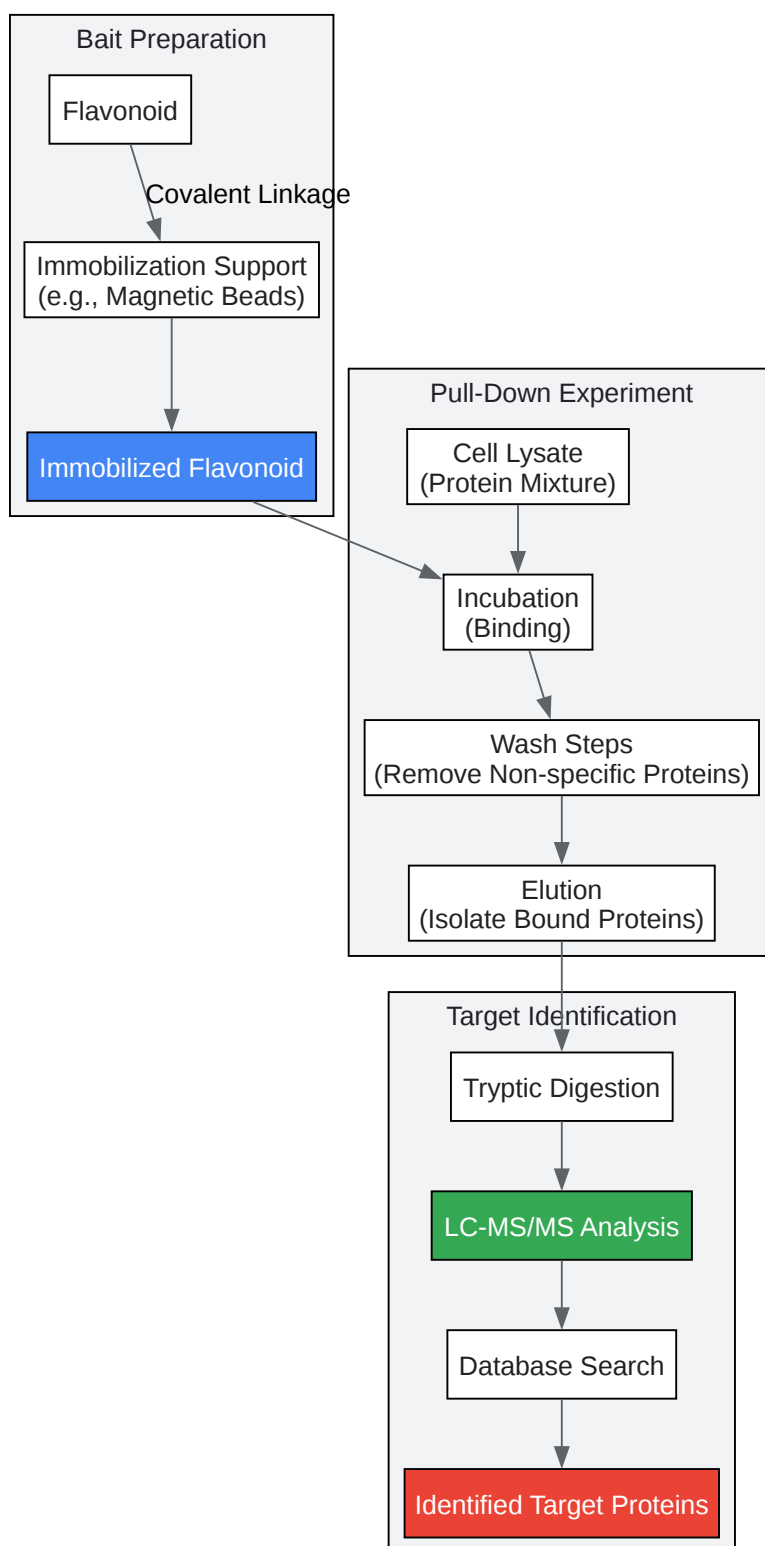 Bait Preparation
Flavonoid
Covalent Linkage
Immobilization Support
(e.g., Magnetic Beads)
Immobilized Flavonoid
Pull-Down Experiment
Cell Lysate
(Protein Mixture)
Incubation
(Binding)
Wash Steps
(Remove Non-specific Proteins)
Elution
(Isolate Bound Proteins)
Target Identification
Tryptic Digestion
LC-MS/MS Analysis
Database Search
Identified Target Proteins